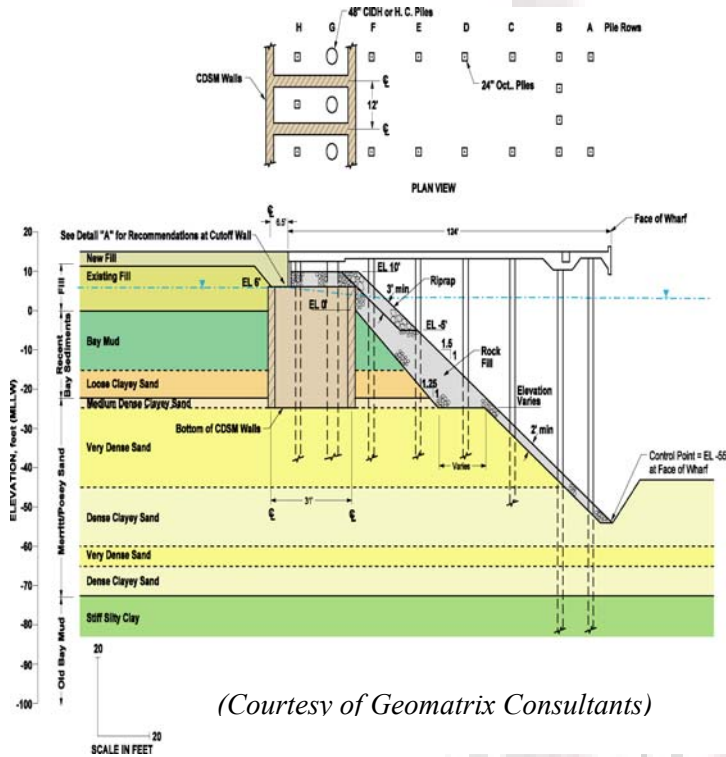 48" CIDH or H. C. Piles
H G F E D C B A Pile Rows
CDSM Walls
℄
12'
24" Oct.. Piles
℄
PLAN VIEW
℄
6.5'
124'
Face of Wharf
See Detail "A" for Recommendations at Cutoff Wall
20
New Fill
Existing Fill
EL 6'
EL 10'
Riprap
3' min
10
Fill
0
EL 0'
EL -5'
Bay Mud
1.5
1
Rock
Fill
-10
Recent
Bay Sediments
Loose Clayey Sand
1.25
1
Elevation
Varies
-20
Medium Dense Clayey Sand
Bottom of CDSM Walls
2' min
-30
Very Dense Sand
Varies
Control Point = EL -55
at Face of Wharf
ELEVATION, feet (MLLW)
-40
Merritt/Posey Sand
31'
℄ ℄
-50
Dense Clayey Sand
-60
Very Dense Sand
-70
Dense Clayey Sand
Stiff Silty Clay
-80
Old Bay Mud
-90
20
-100
(Courtesy of Geomatrix Consultants)
20
SCALE IN FEET